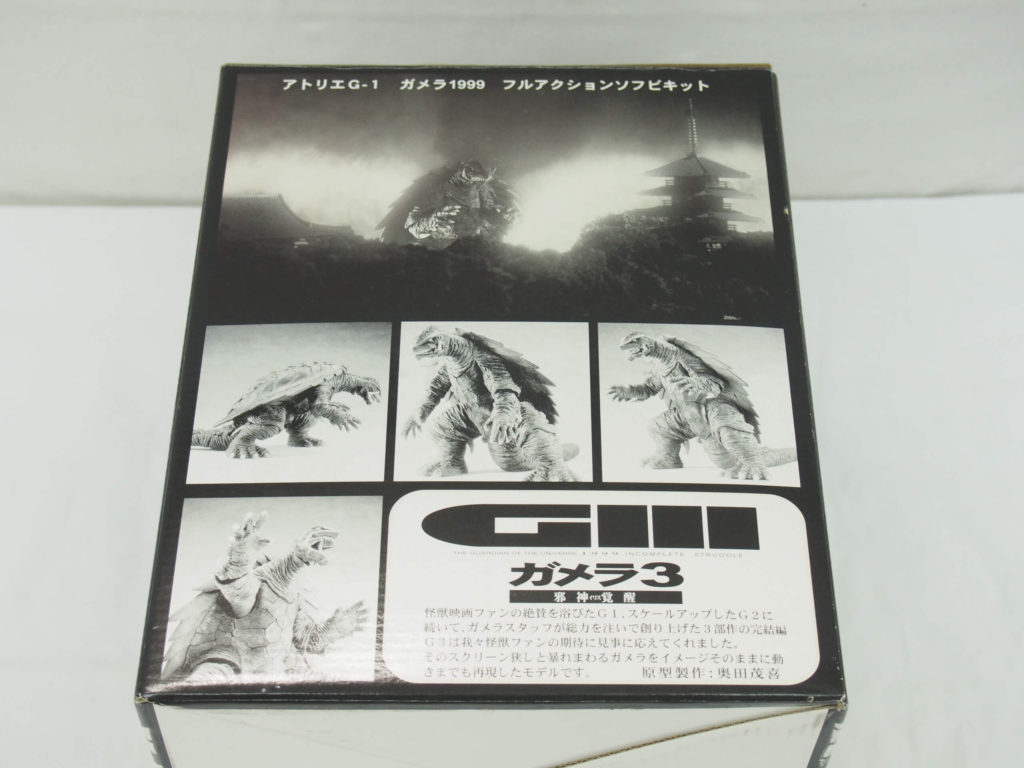 アトリエG-1 ガメラ1999 フルアクションソフビキット
GIII
THE GUARDIAN OF THE UNIVERSE 1999 INCOMPLETE STRUGGLE
ガメラ3
邪神イリス覚醒
怪獣映画ファンの絶賛を浴びたG1、スケールアップしたG2に
続いて、ガメラスタッフが総力を注いで創り上げた3部作の完結編
G3は我々怪獣ファンの期待に見事に応えてくれました。
そのスクリーン狭しと暴れまわるガメラをイメージそのままに動
きまでも再現したモデルです。 原型製作：奥田茂喜